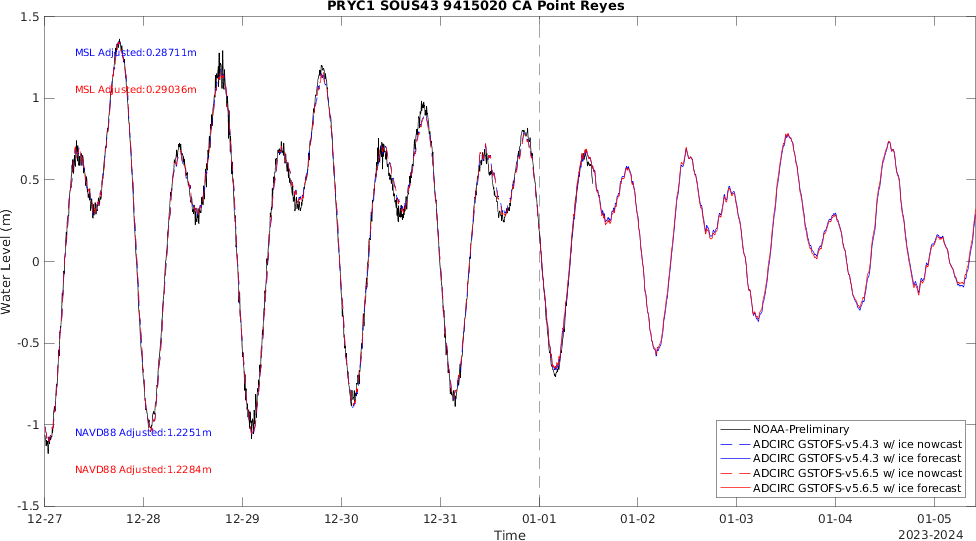 PRYC1 SOUS43 9415020 CA Point Reyes
1.5
1
0.5
0
-0.5
-1
-1.5
Water Level (m)
MSL Adjusted:0.28711m
MSL Adjusted:0.29036m
NAVD88 Adjusted:1.2251m
NAVD88 Adjusted:1.2284m
NOAA-Preliminary
ADCIRC GSTOFS-v5.4.3 w/ ice nowcast
ADCIRC GSTOFS-v5.4.3 w/ ice forecast
ADCIRC GSTOFS-v5.6.5 w/ ice nowcast
ADCIRC GSTOFS-v5.6.5 w/ ice forecast
12-27 12-28 12-29 12-30 12-31 01-01 01-02 01-03 01-04 01-05
Time
2023-2024